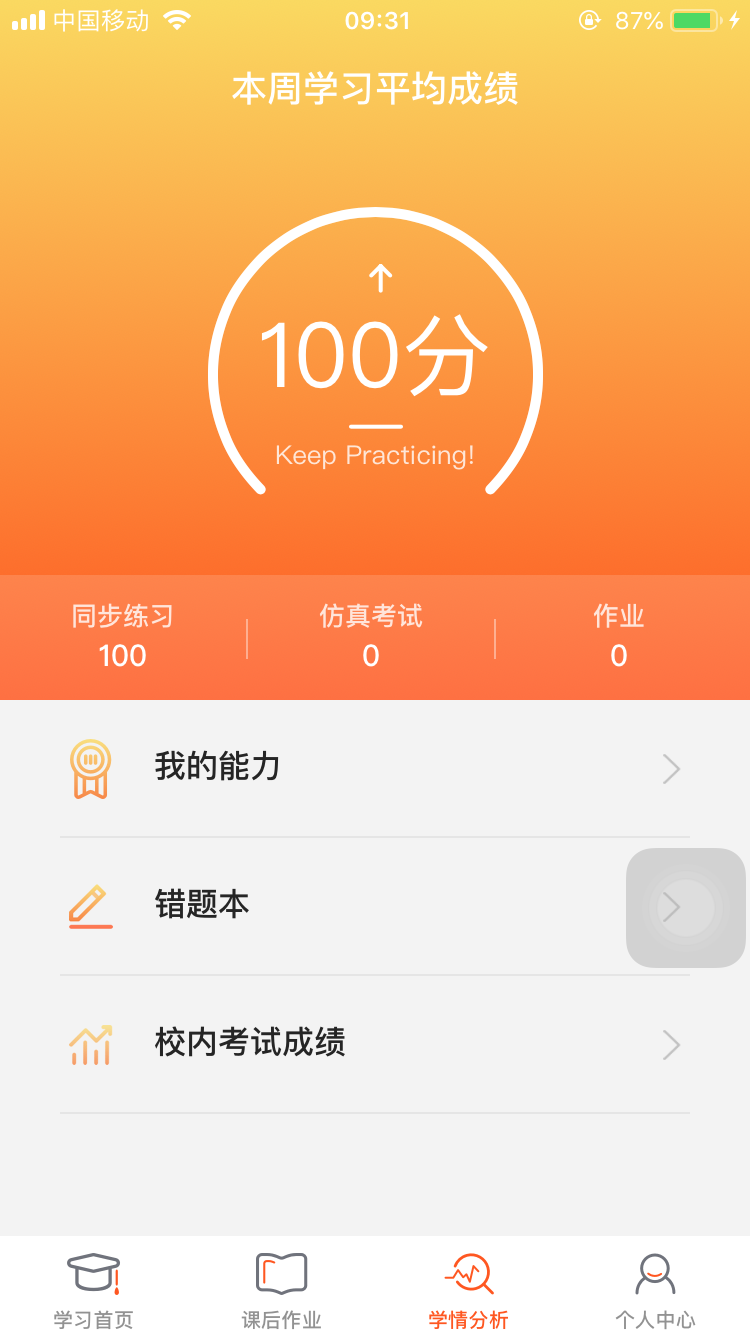 中国移动 09:31 87%
本周学习平均成绩
100分
Keep Practicing!
同步练习 仿真考试 作业
100 0 0
我的能力
错题本
校内考试成绩
学习首页 课后作业 学情分析 个人中心